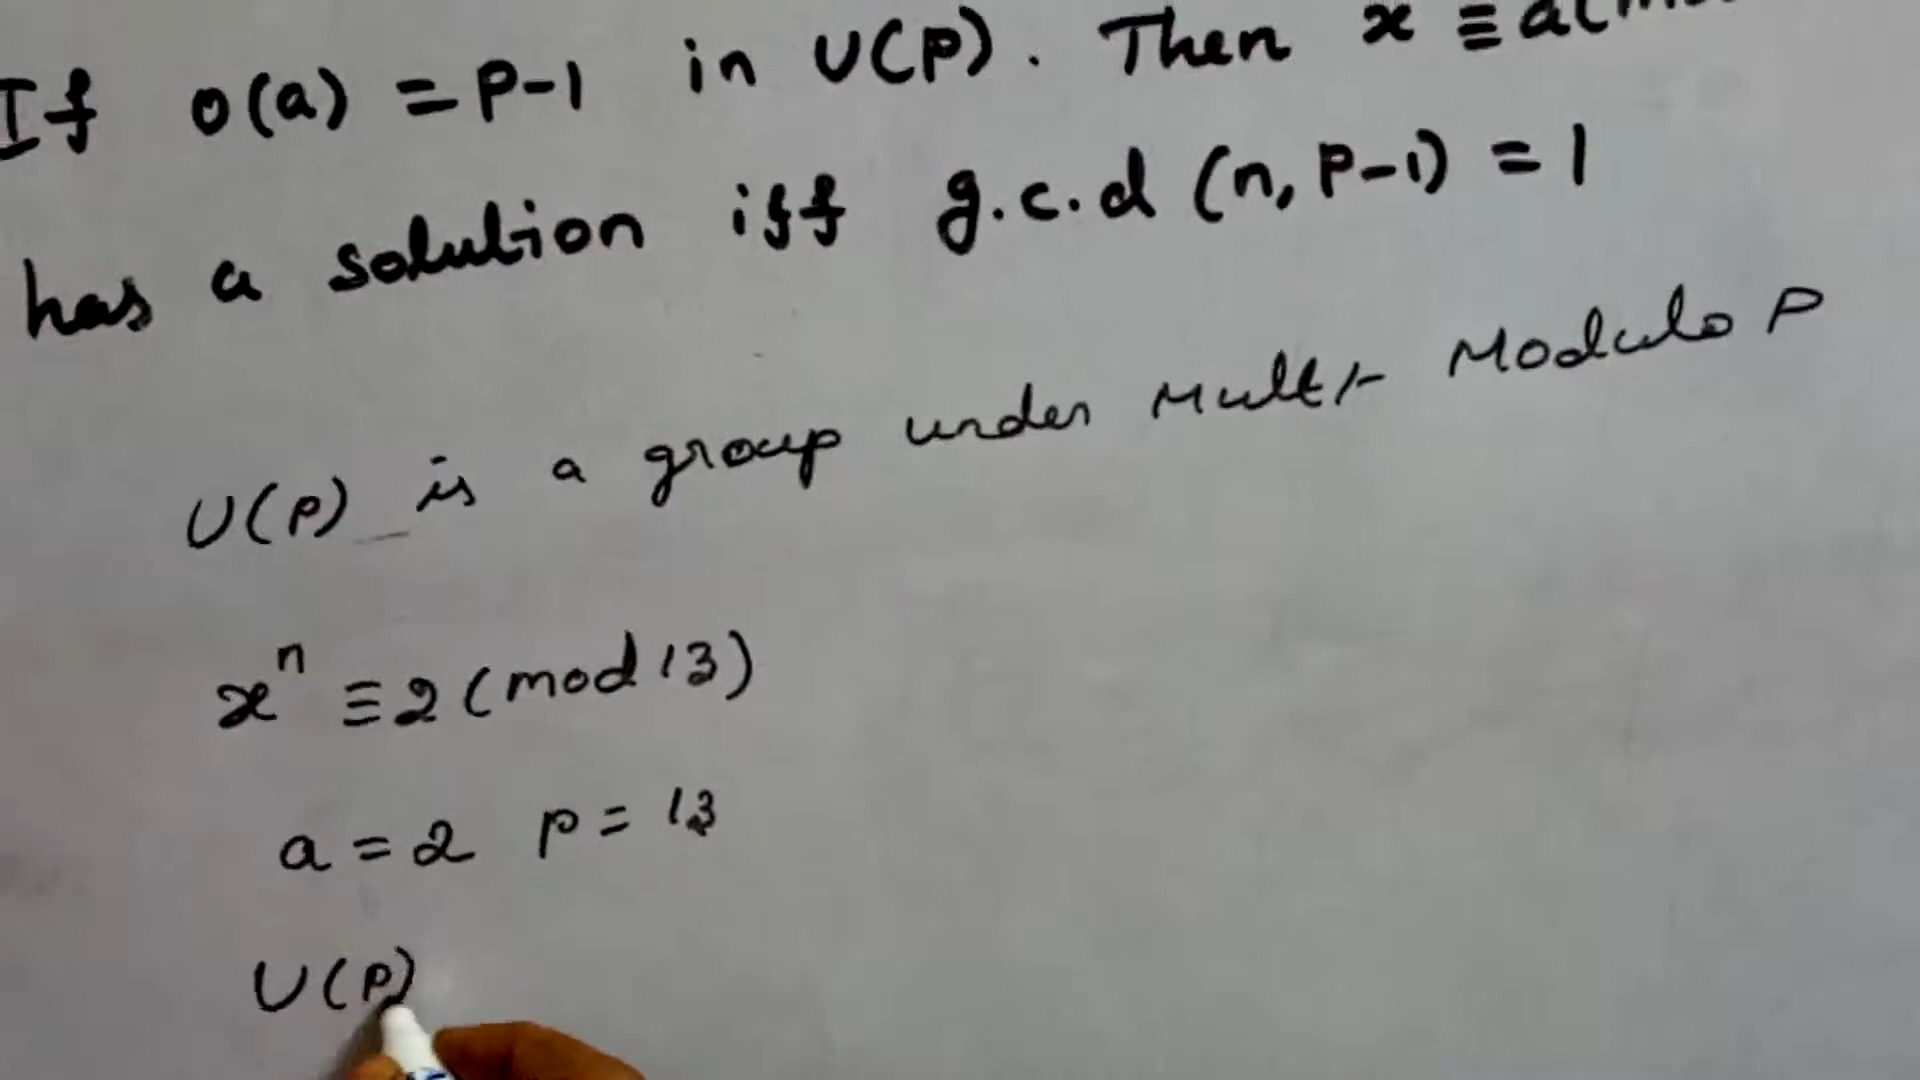 If o(a) = P-1 in U(P). Then x ≡ a(
has a solution iff g.c.d (n, P-1) = 1
U(P) is a group under Mult/- Modulo P
xⁿ ≡ 2 (mod 13)
a = 2 p = 13
U(P)